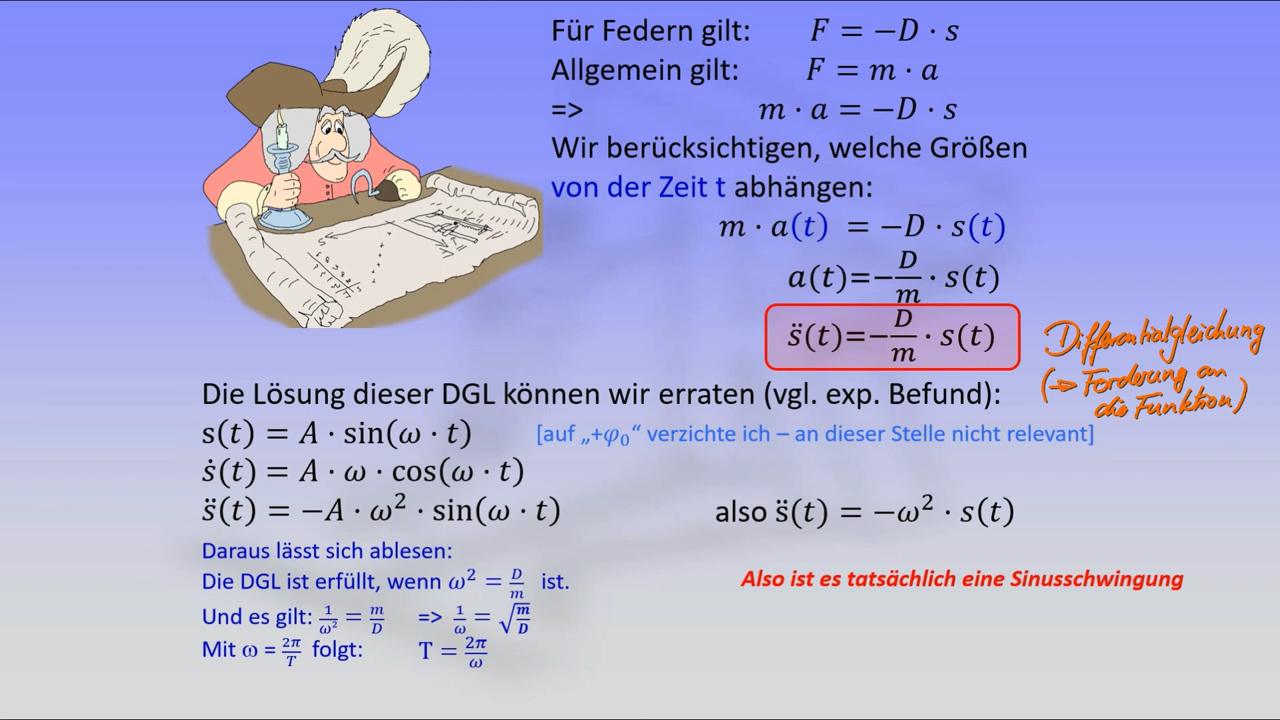 Für Federn gilt: F = −D · s
Allgemein gilt: F = m · a
=> m · a = −D · s
Wir berücksichtigen, welche Größen
von der Zeit t abhängen:
m · a(t) = −D · s(t)
a(t)=−D/m · s(t)
s̈(t)=−D/m · s(t)
Differentialgleichung
(→ Forderung an
die Funktion)
Die Lösung dieser DGL können wir erraten (vgl. exp. Befund):
s(t) = A · sin(ω · t) [auf „+φ₀“ verzichte ich – an dieser Stelle nicht relevant]
ṡ(t) = A · ω · cos(ω · t)
s̈(t) = −A · ω² · sin(ω · t) also s̈(t) = −ω² · s(t)
Daraus lässt sich ablesen:
Die DGL ist erfüllt, wenn ω² = D/m ist.
Also ist es tatsächlich eine Sinusschwingung
Und es gilt: 1/ω² = m/D => 1/ω = √(m/D)
Mit ω = 2π/T folgt: T = 2π/ω